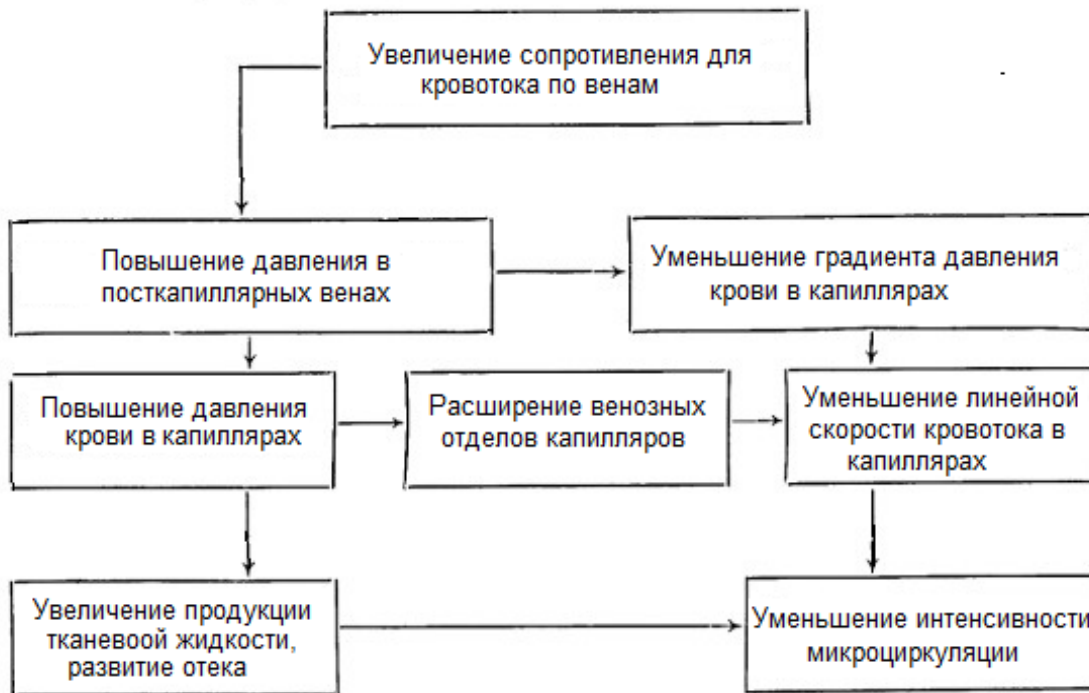 Увеличение сопротивления для
кровотока по венам
Повышение давления в
посткапиллярных венах
Уменьшение градиента давления
крови в капиллярах
Повышение давления
крови в капиллярах
Расширение венозных
отделов капилляров
Уменьшение линейной
скорости кровотока в
капиллярах
Увеличение продукции
тканевоой жидкости,
развитие отека
Уменьшение интенсивности
микроциркуляции